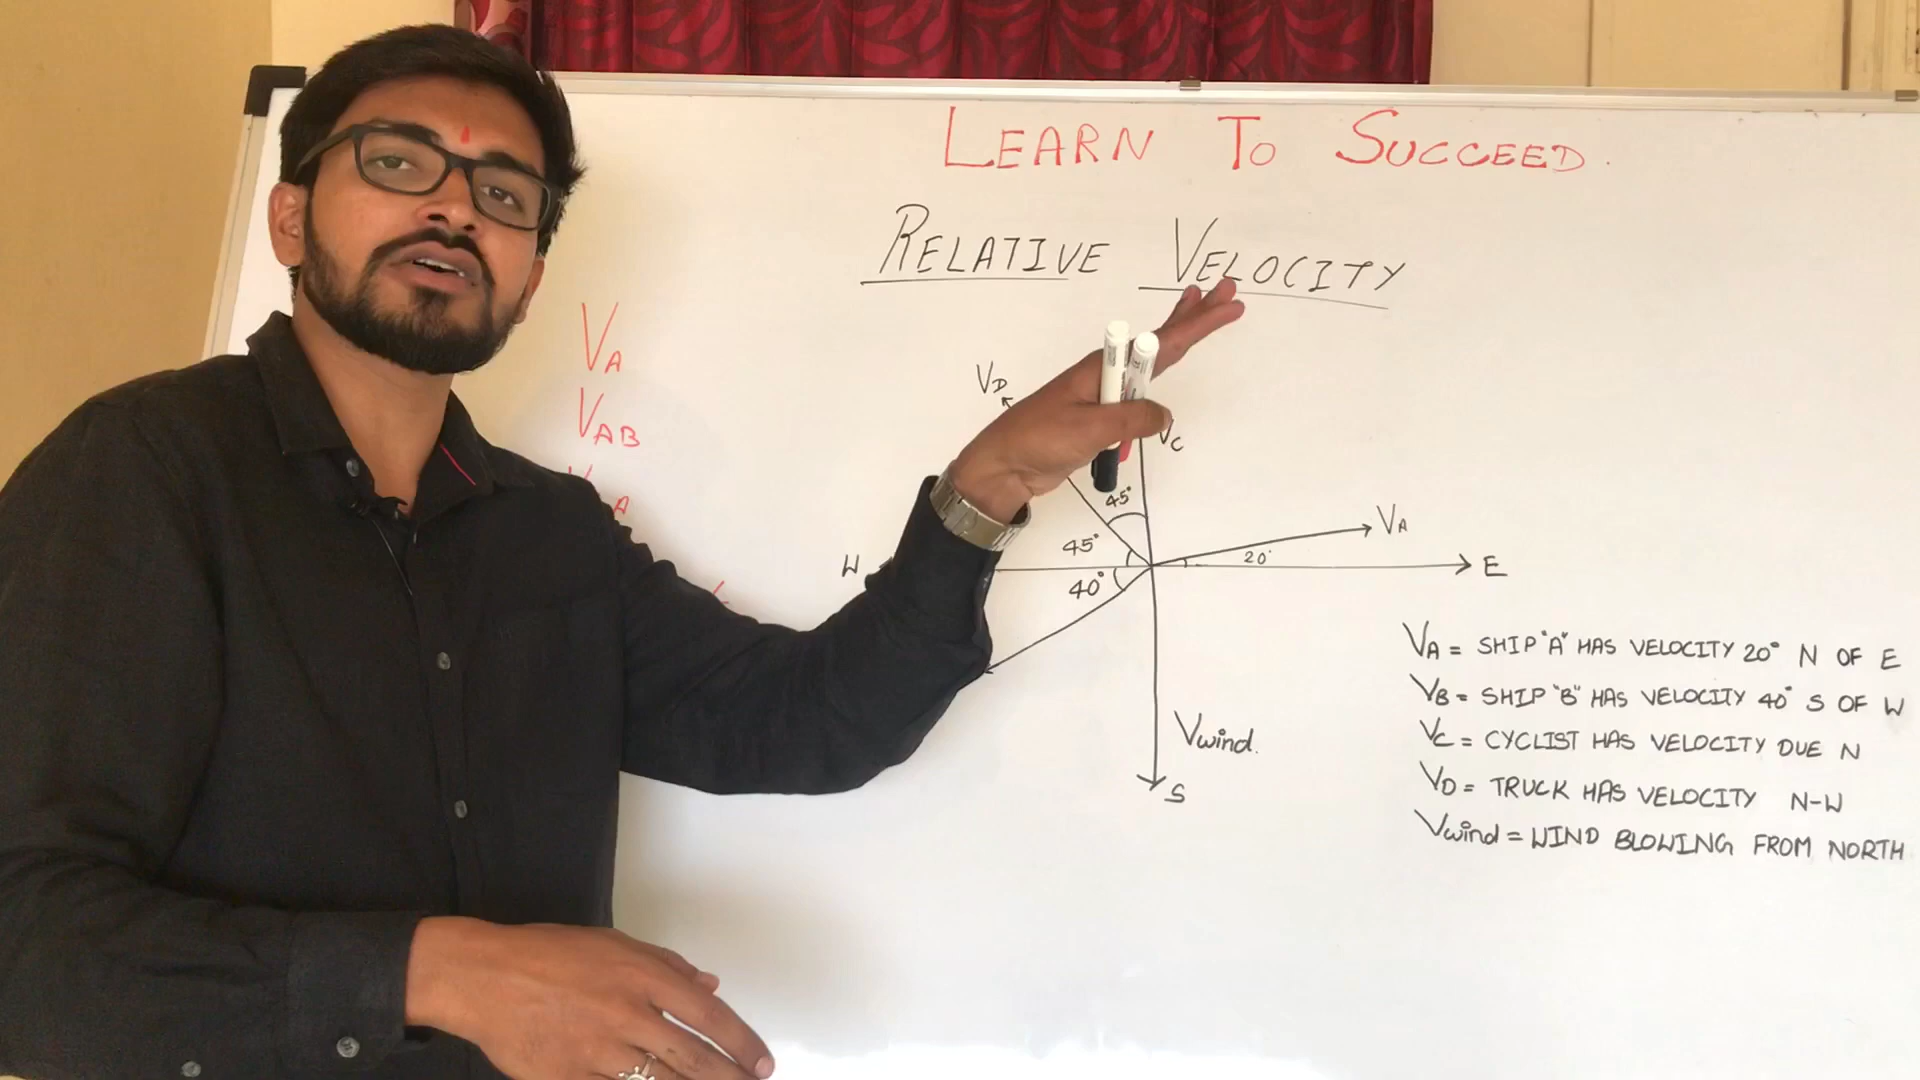 LEARN TO SUCCEED.
RELATIVE VELOCITY
VA
VAB
A
VD
VC
45°
45°
40°
20°
VA
W
E
Vwind.
S
VA = SHIP "A" HAS VELOCITY 20° N OF E
VB = SHIP "B" HAS VELOCITY 40° S OF W
VC = CYCLIST HAS VELOCITY DUE N
VD = TRUCK HAS VELOCITY N-W
Vwind = WIND BLOWING FROM NORTH